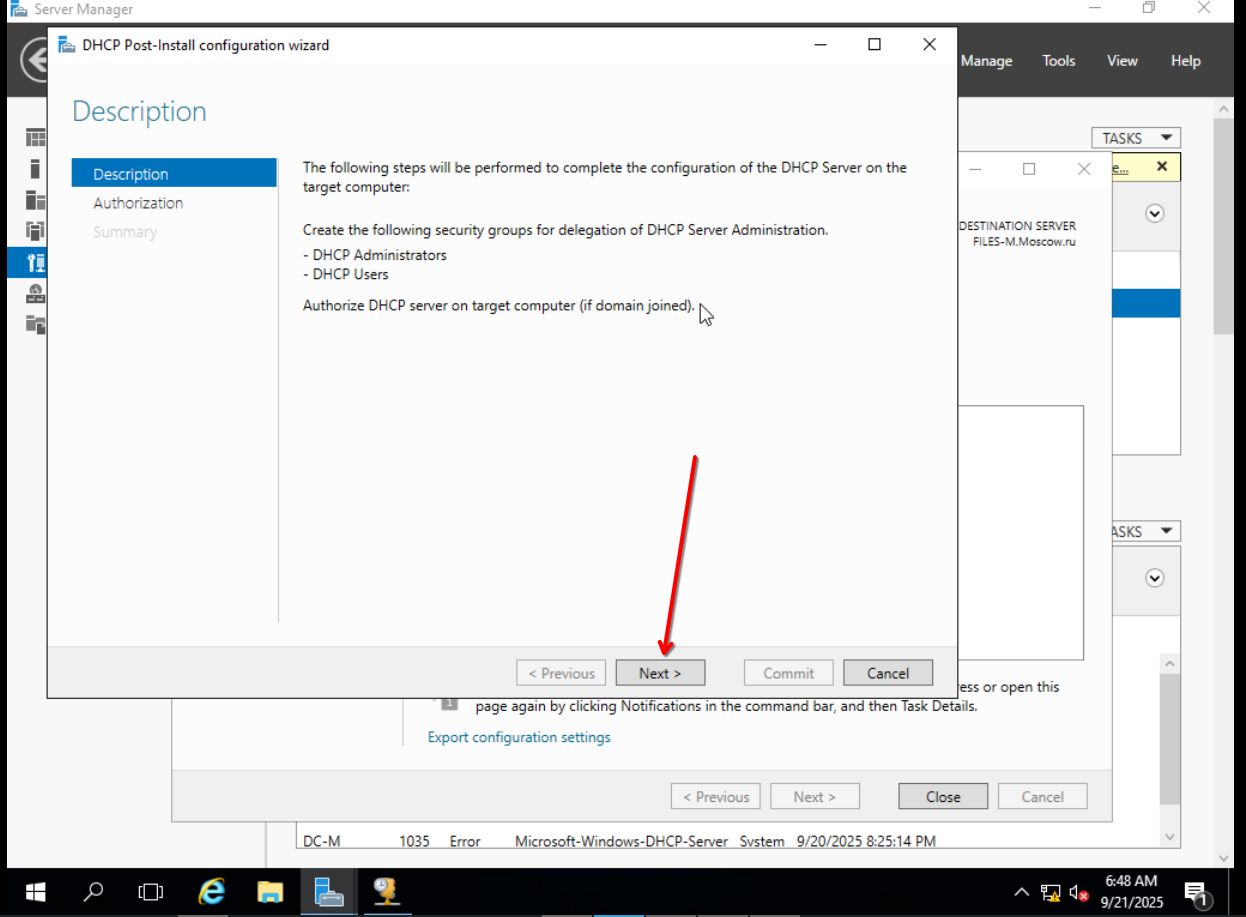 Server Manager
DHCP Post-Install configuration wizard
Manage Tools View Help
Description
TASKS
Description
Authorization
Summary
The following steps will be performed to complete the configuration of the DHCP Server on the
target computer:
Create the following security groups for delegation of DHCP Server Administration.
- DHCP Administrators
- DHCP Users
Authorize DHCP server on target computer (if domain joined).
e...
DESTINATION SERVER
FILES-M.Moscow.ru
ASKS
< Previous Next > Commit Cancel
ress or open this
1
page again by clicking Notifications in the command bar, and then Task Details.
Export configuration settings
< Previous Next > Close Cancel
DC-M 1035 Error Microsoft-Windows-DHCP-Server System 9/20/2025 8:25:14 PM
6:48 AM
9/21/2025
1